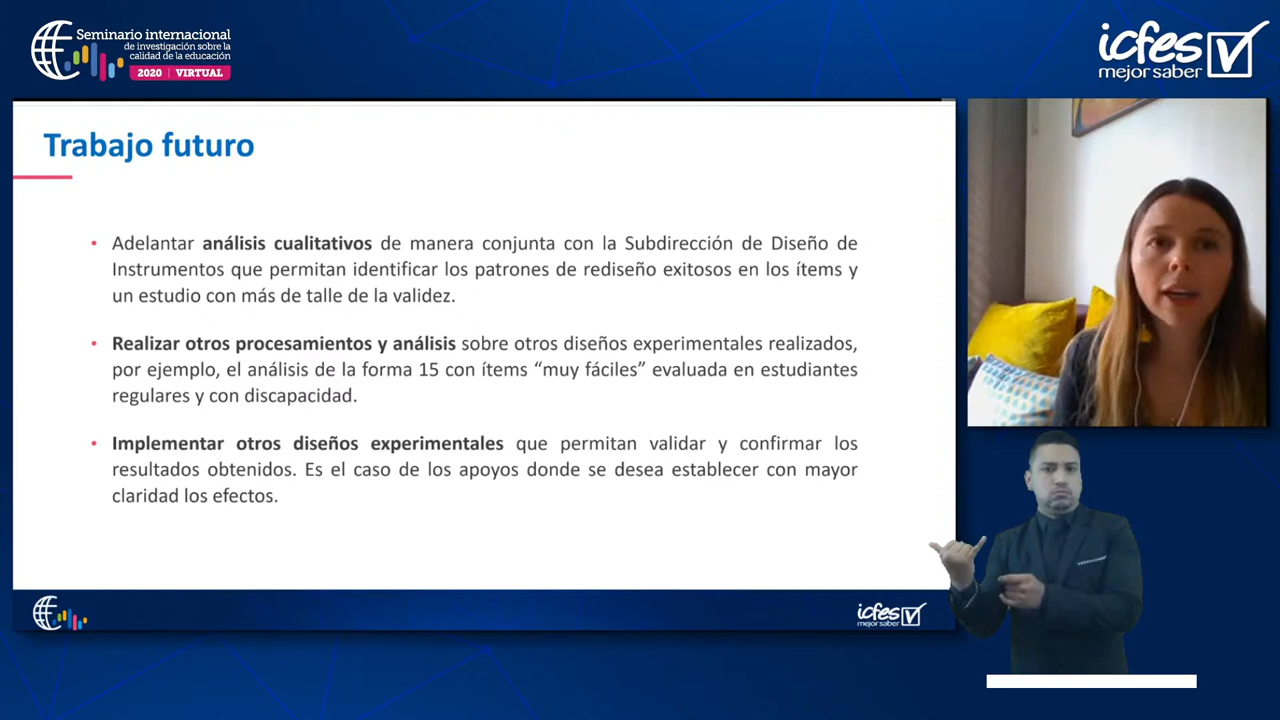 Seminario internacional
de investigación sobre la
calidad de la educación
2020 | VIRTUAL
icfes
mejor saber
Trabajo futuro
• Adelantar análisis cualitativos de manera conjunta con la Subdirección de Diseño de
Instrumentos que permitan identificar los patrones de rediseño exitosos en los ítems y
un estudio con más de talle de la validez.
• Realizar otros procesamientos y análisis sobre otros diseños experimentales realizados,
por ejemplo, el análisis de la forma 15 con ítems “muy fáciles” evaluada en estudiantes
regulares y con discapacidad.
• Implementar otros diseños experimentales que permitan validar y confirmar los
resultados obtenidos. Es el caso de los apoyos donde se desea establecer con mayor
claridad los efectos.
icfes
mejor saber